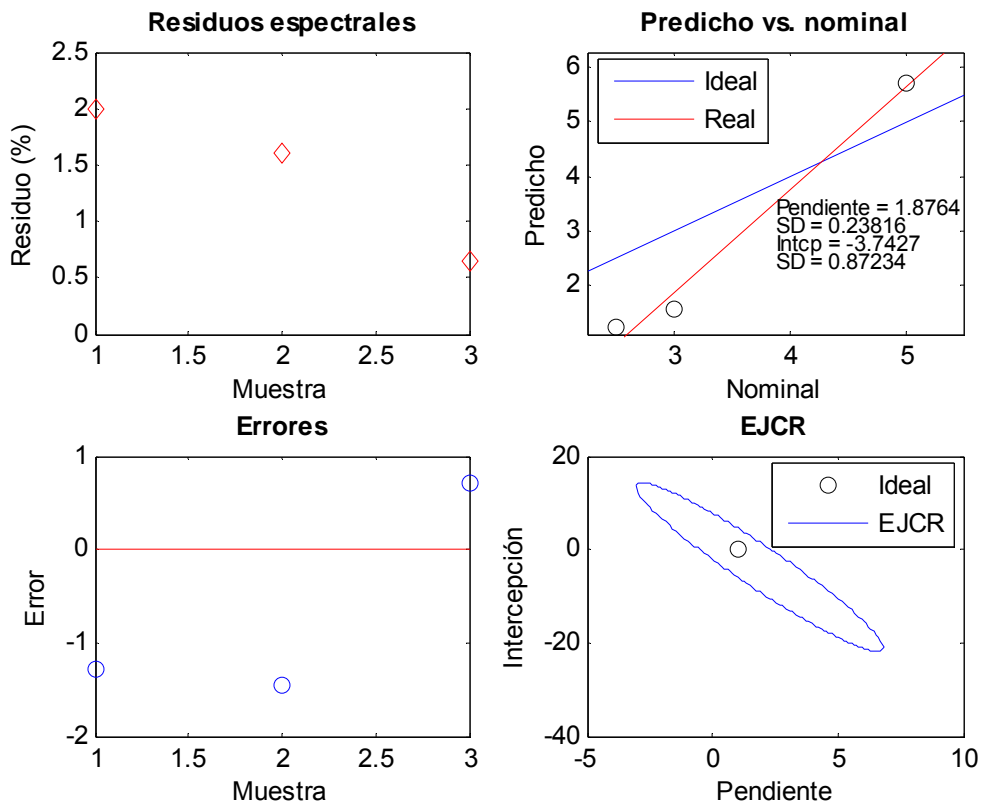 Residuos espectrales
2.5
2
1.5
1
0.5
0
Residuo (%)
1
1.5
2
2.5
3
Muestra
Predicho vs. nominal
6
5
4
3
2
Predicho
Ideal
Real
Pendiente = 1.8764
SD = 0.23816
Intcp = -3.7427
SD = 0.87234
3
4
5
Nominal
Errores
1
0
-1
-2
Error
1
1.5
2
2.5
3
Muestra
EJCR
20
0
-20
-40
Intercepción
Ideal
EJCR
-5
0
5
10
Pendiente